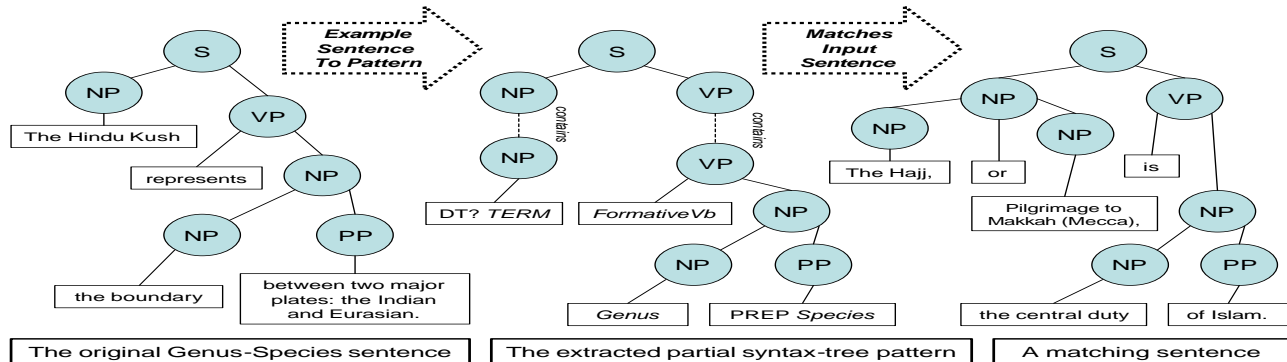 S
NP
VP
The Hindu Kush
represents
NP
NP
PP
the boundary
between two major
plates: the Indian
and Eurasian.
The original Genus-Species sentence
Example
Sentence
To Pattern
S
NP
VP
contains
contains
NP
VP
DT? TERM
FormativeVb
NP
NP
PP
Genus
PREP Species
The extracted partial syntax-tree pattern
Matches
Input
Sentence
S
NP
VP
NP
NP
The Hajj,
or
is
Pilgrimage to
Makkah (Mecca),
NP
NP
PP
the central duty
of Islam.
A matching sentence